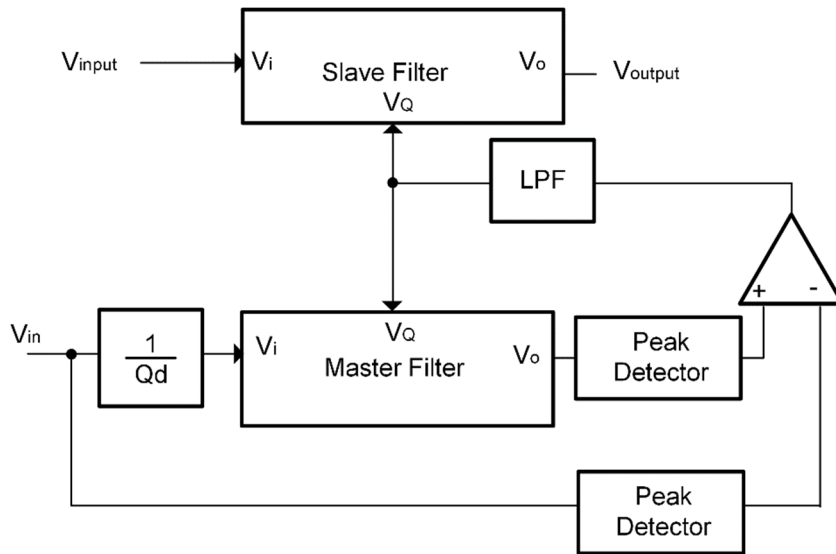 Vinput
Vi
Slave Filter
VQ
Vo
Voutput
LPF
+ -
Vin
1
Qd
Vi
VQ
Master Filter
Vo
Peak
Detector
Peak
Detector